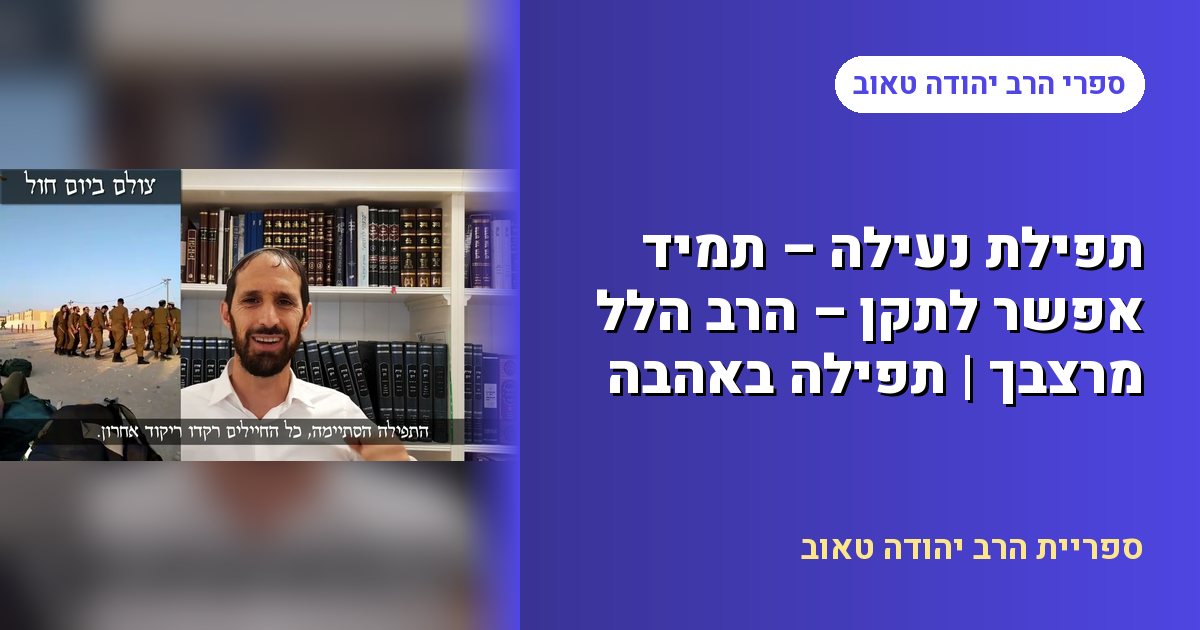 ספרי הרב יהודה טאוב
תפילת נעילה – תמיד
אפשר לתקן – הרב הלל
מרצבך | תפילה באהבה
ספריית הרב יהודה טאוב
צולם ביום חול
התפילה הסתיימה, כל החיילים רקדו ריקוד אחרון.